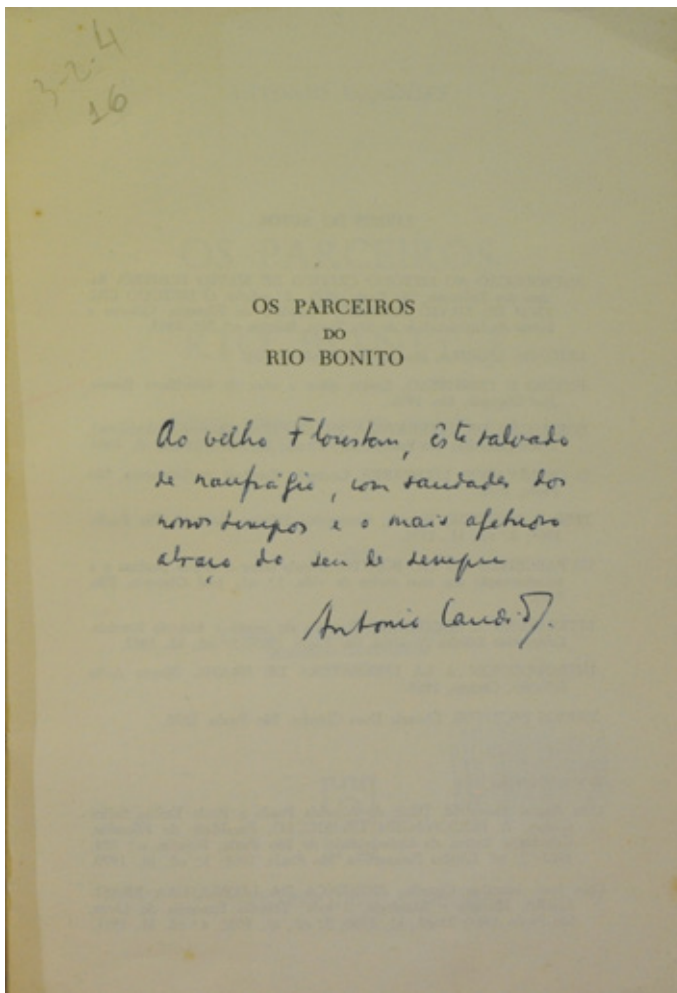 3-2-4
16
OS PARCEIROS
DO
RIO BONITO
Ao velho Florestan, êste salvado
de naufrágio, com saudades dos
nossos tempos e o mais afetuoso
abraço do seu de sempre
Antonio Candido.